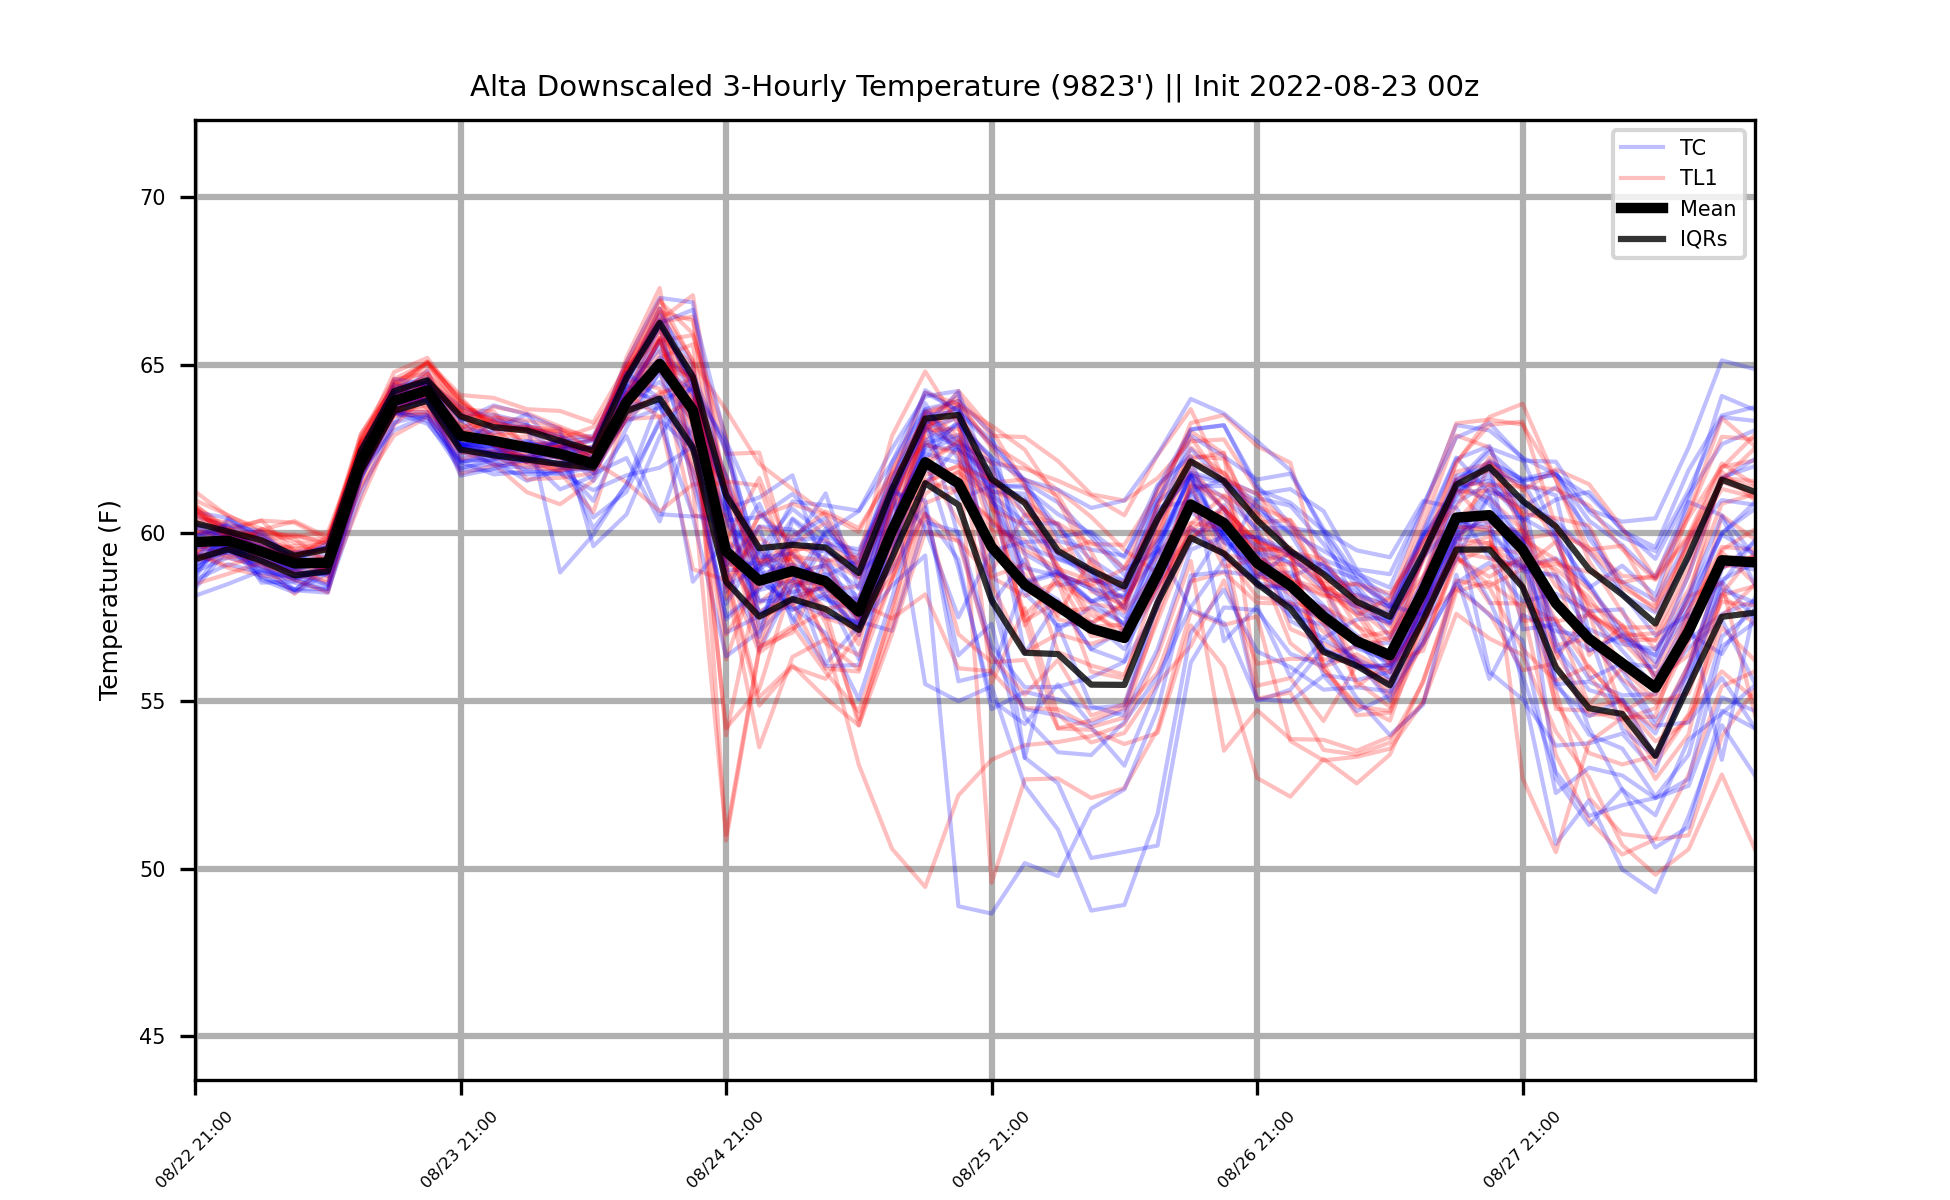 Alta Downscaled 3-Hourly Temperature (9823') || Init 2022-08-23 00z
TC
TL1
Mean
IQRs
Temperature (F)
70
65
60
55
50
45
08/22 21:00
08/23 21:00
08/24 21:00
08/25 21:00
08/26 21:00
08/27 21:00